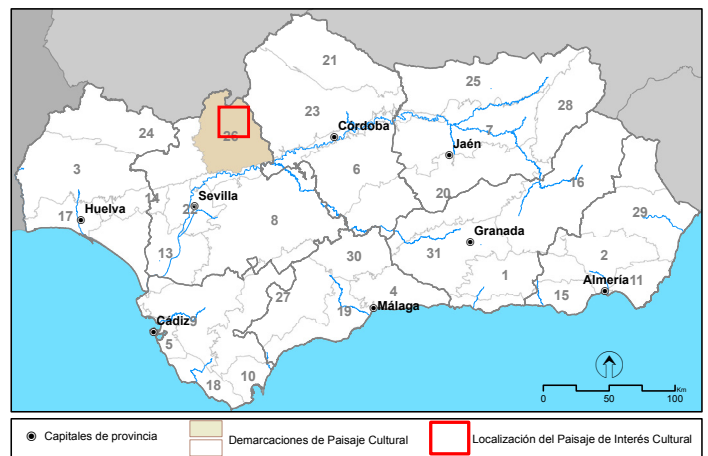 21
25
28
23
Córdoba
7
24
26
Jaén
3
6
20
16
14
Sevilla
22
17
Huelva
29
8
Granada
13
30
31
2
1
Almería
11
27
4
15
19
Málaga
Cádiz
9
5
10
18
0
50
100
Km
Capitales de provincia
Demarcaciones de Paisaje Cultural
Localización del Paisaje de Interés Cultural